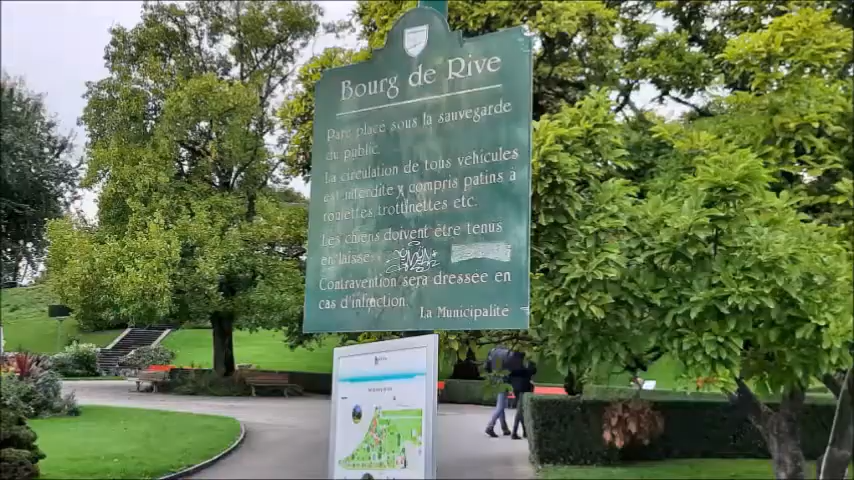 Bourg de Rive
Parc placé sous la sauvegarde
du public.
La circulation de tous véhicules
est interdite y compris patins à
roulettes trottinettes etc.
Les chiens doivent être tenus
en laisse.
Contravention sera dressée en
cas d'infraction.
La Municipalité